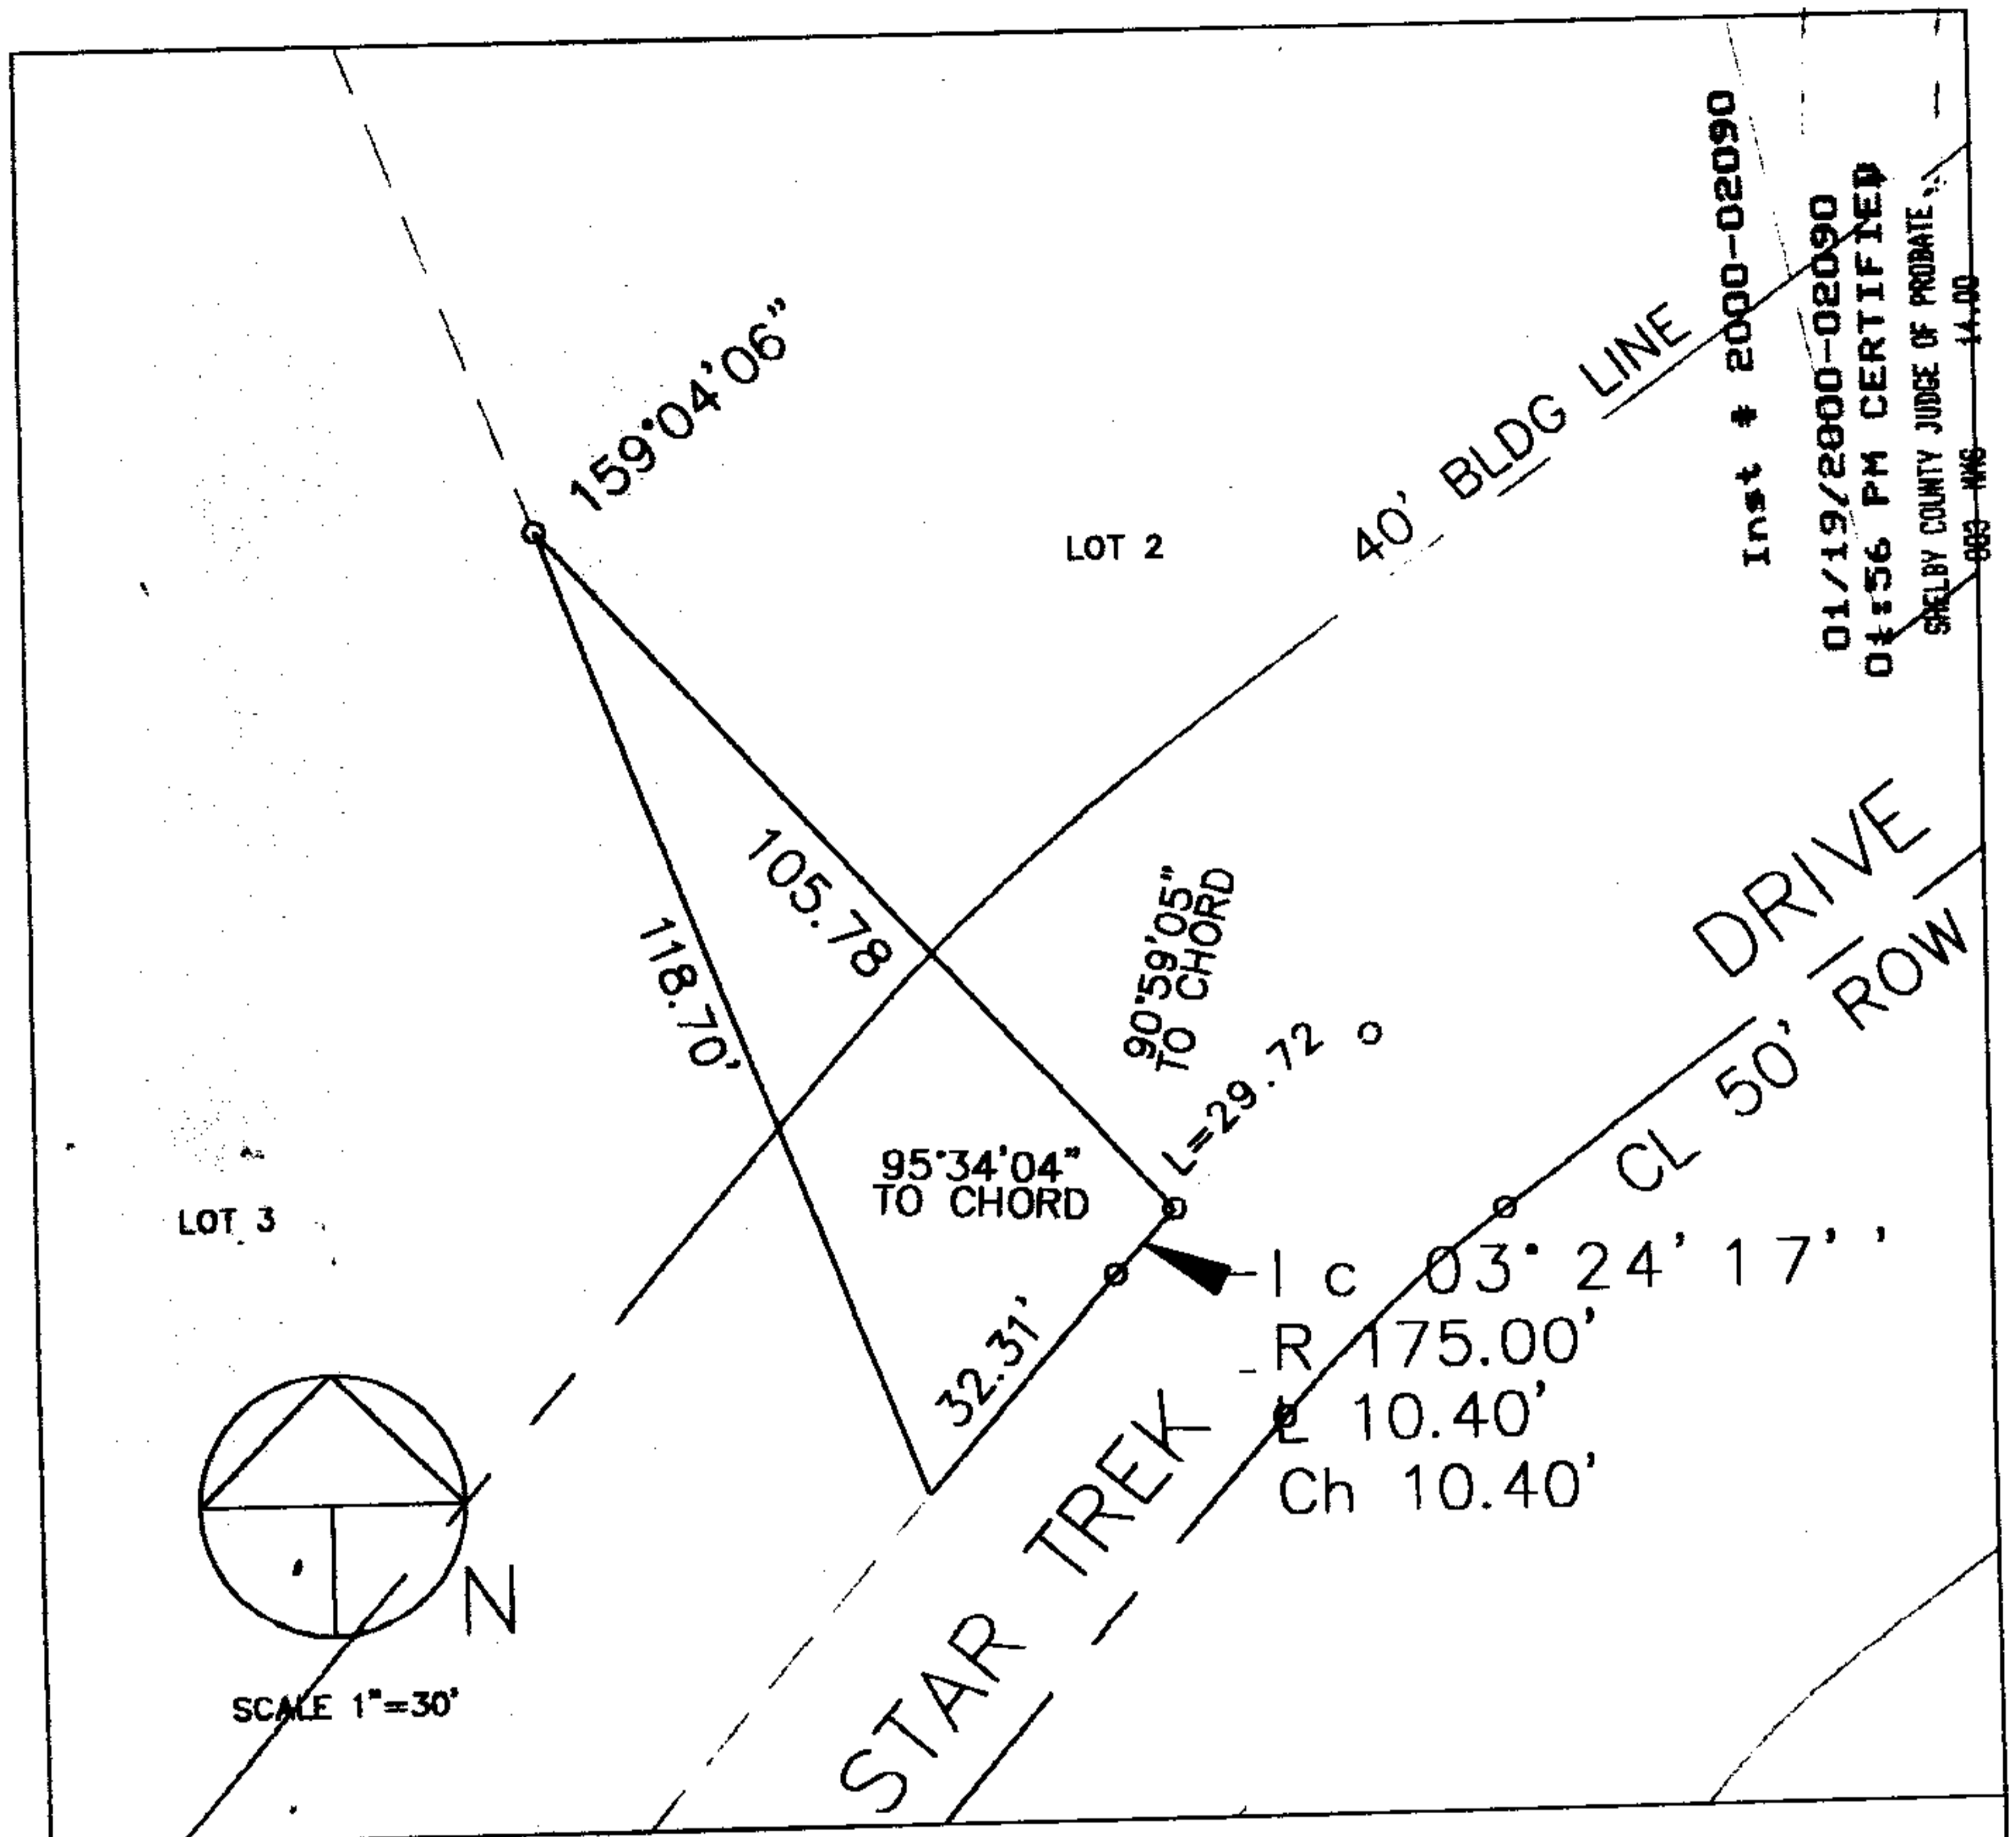 159°04'06"
LOT 2
40' BLDG LINE
Inst # 2000-02090
01/19/2000-02090
01:56 PM CERTIFIED
SHELBY COUNTY JUDGE OF PROBATE
003 MMS 14.00
105.78
118.70'
90°59'05"
TO CHORD
L=29.72
95°34'04"
TO CHORD
LOT 3
32.31'
I c 03° 24' 17''
R 175.00'
L 10.40'
Ch 10.40'
STAR TREK DRIVE
CL 50' ROW
N
SCALE 1"=30'